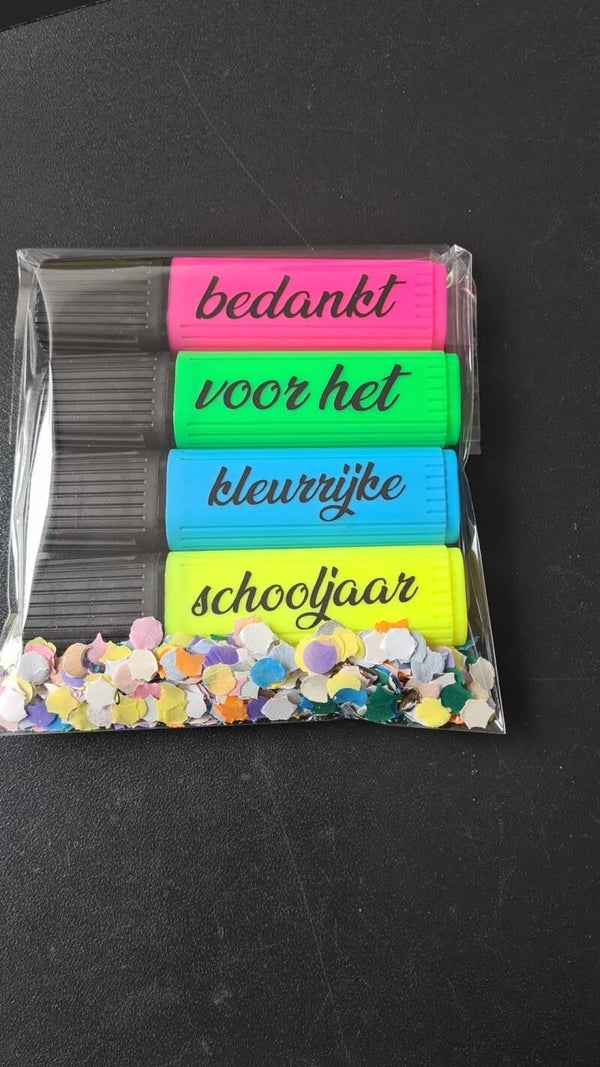 bedankt
voor het
kleurrijke
schooljaar